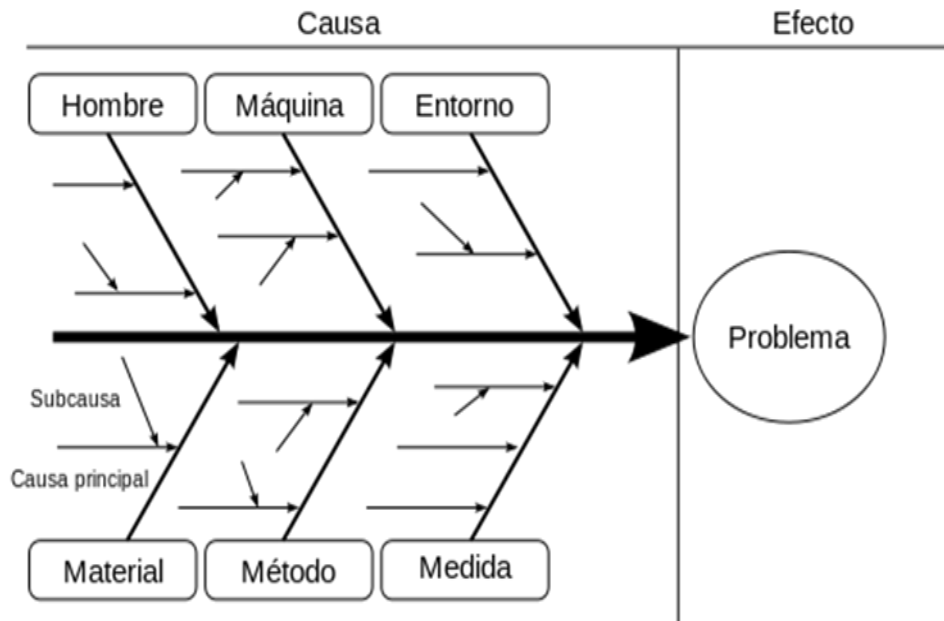 Causa
Efecto
Hombre
Máquina
Entorno
Problema
Subcausa
Causa principal
Material
Método
Medida